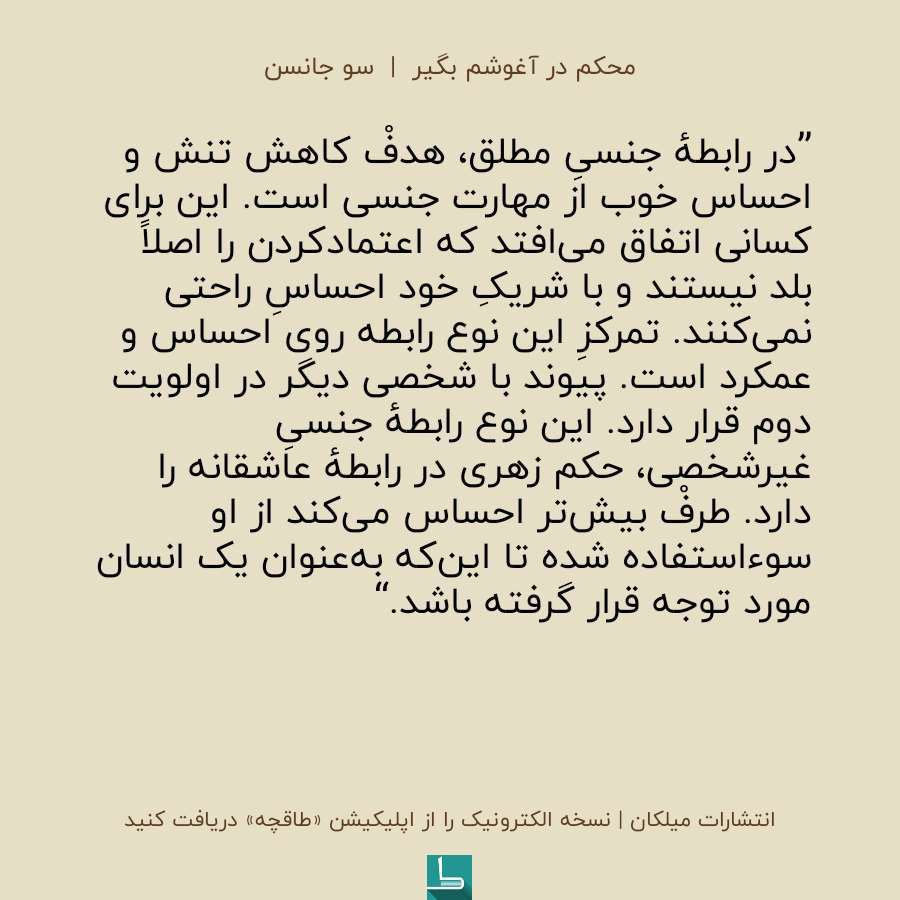 محکم در آغوشم بگیر | سو جانسن
”در رابطهٔ جنسیِ مطلق، هدفْ کاهش تنش و
احساس خوب از مهارت جنسی است. این برای
کسانی اتفاق می‌افتد که اعتمادکردن را اصلاً
بلد نیستند و با شریکِ خود احساسِ راحتی
نمی‌کنند. تمرکزِ این نوع رابطه روی احساس و
عمکرد است. پیوند با شخصی دیگر در اولویت
دوم قرار دارد. این نوع رابطهٔ جنسیِ
غیرشخصی، حکم زهری در رابطهٔ عاشقانه را
دارد. طرفْ بیش‌تر احساس می‌کند از او
سوءاستفاده شده تا این‌که به‌عنوان یک انسان
مورد توجه قرار گرفته باشد.“
انتشارات میلکان | نسخه الکترونیک را از اپلیکیشن «طاقچه» دریافت کنید